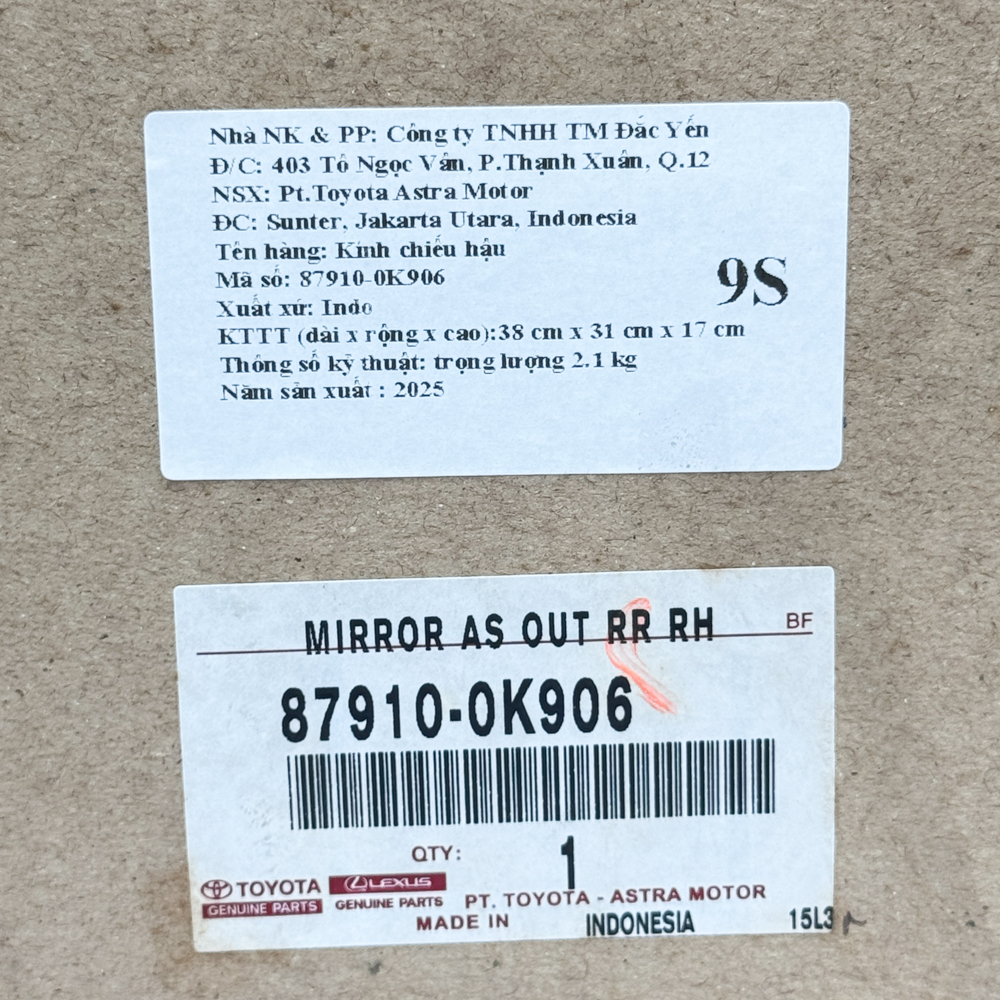 Nhà NK & PP: Công ty TNHH TM Đắc Yến
Đ/C: 403 Tô Ngọc Vân, P.Thạnh Xuân, Q.12
NSX: Pt.Toyota Astra Motor
ĐC: Sunter, Jakarta Utara, Indonesia
Tên hàng: Kính chiếu hậu
Mã số: 87910-0K906
9S
Xuất xứ: Indo
KTTT (dài x rộng x cao):38 cm x 31 cm x 17 cm
Thông số kỹ thuật: trọng lượng 2.1 kg
Năm sản xuất : 2025
MIRROR AS OUT RR RH BF
87910-0K906
QTY: 1
TOYOTA LEXUS
GENUINE PARTS GENUINE PARTS PT. TOYOTA - ASTRA MOTOR
MADE IN INDONESIA 15L3